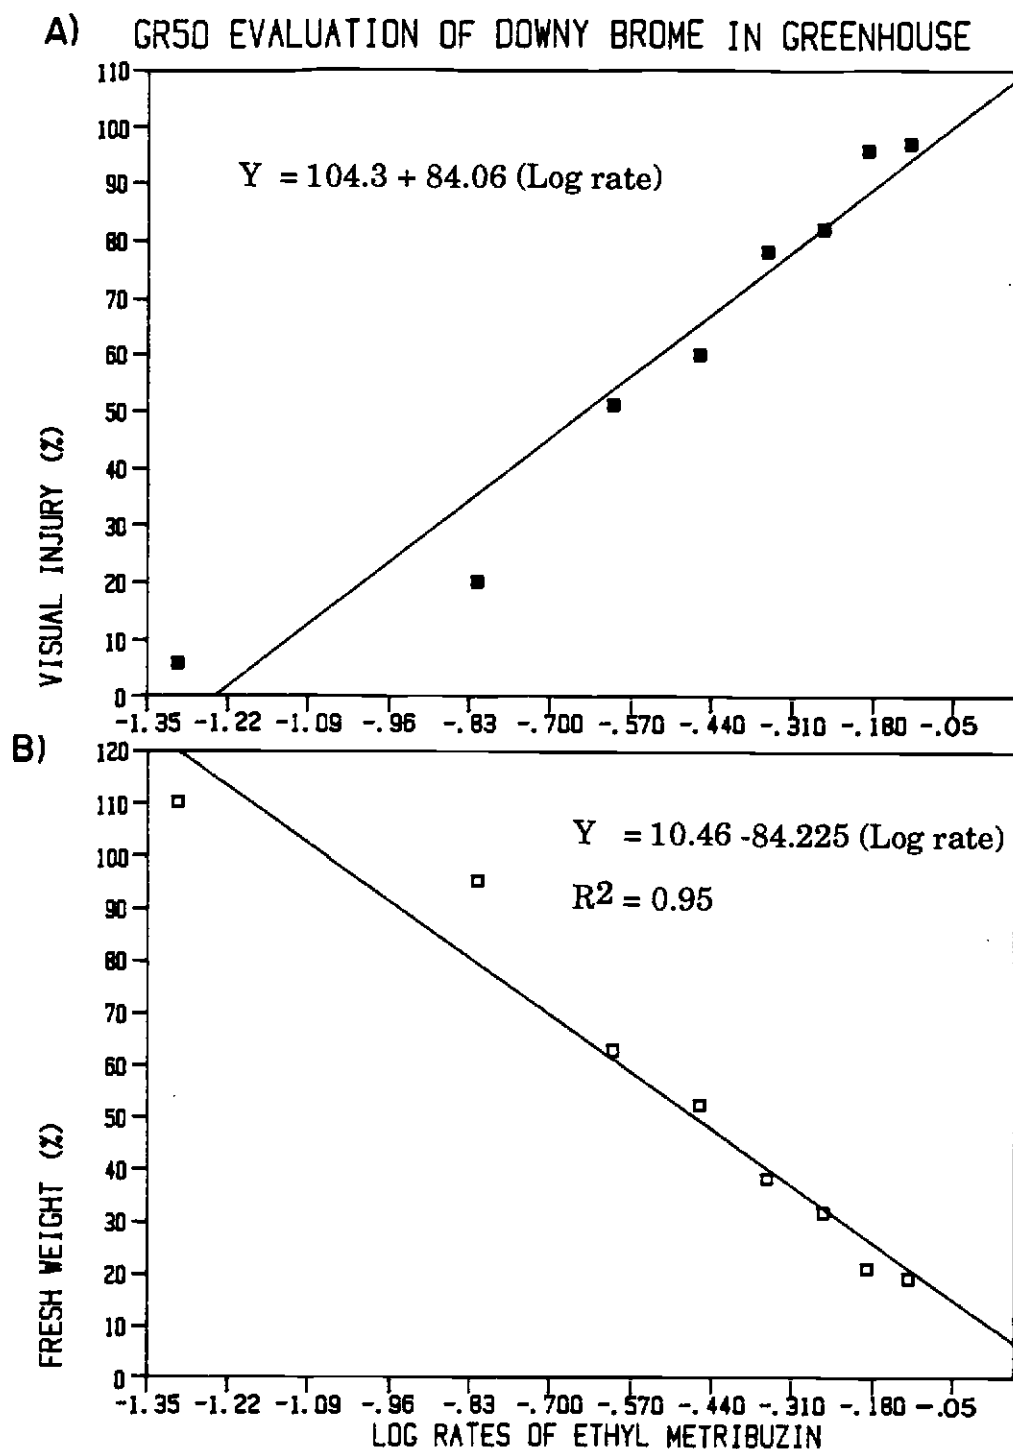 A) GR50 EVALUATION OF DOWNY BROME IN GREENHOUSE
110
100
90
80
70
60
50
40
30
20
10
0
VISUAL INJURY (%)
Y = 104.3 + 84.06 (Log rate)
-1.35 -1.22 -1.09 -.96 -.83 -.700 -.570 -.440 -.310 -.180 -.05
B)
120
110
100
90
80
70
60
50
40
30
20
10
0
FRESH WEIGHT (%)
Y = 10.46 -84.225 (Log rate)
R2 = 0.95
-1.35 -1.22 -1.09 -.96 -.83 -.700 -.570 -.440 -.310 -.180 -.05
LOG RATES OF ETHYL METRIBUZIN